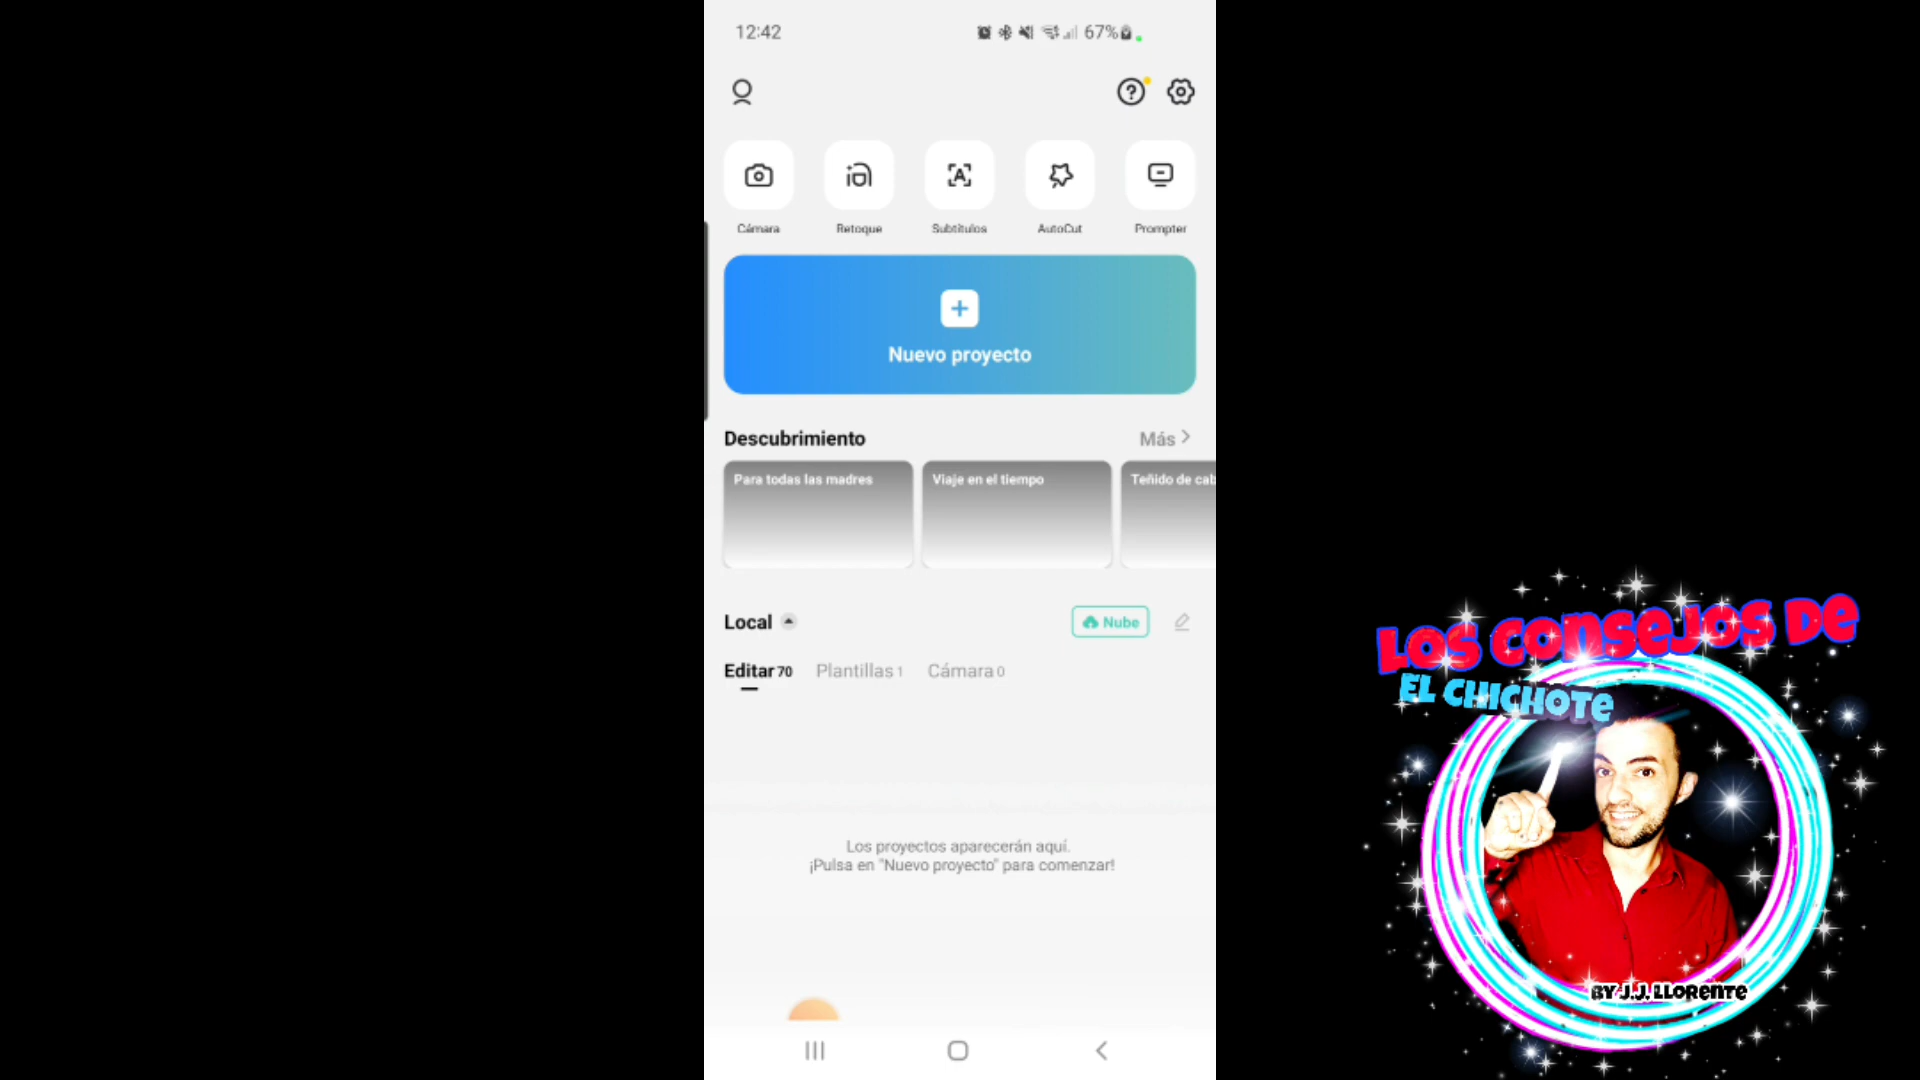 12:42
67%
Cámara
Retoque
Subtítulos
AutoCut
Prompter
Nuevo proyecto
Descubrimiento
Más
Para todas las madres
Viaje en el tiempo
Teñido de cab
Local
Nube
Editar 70
Plantillas 1
Cámara 0
Los proyectos aparecerán aquí.
¡Pulsa en "Nuevo proyecto" para comenzar!
Los consejos de
EL CHICHOTE
BY J.J. LLORENTE